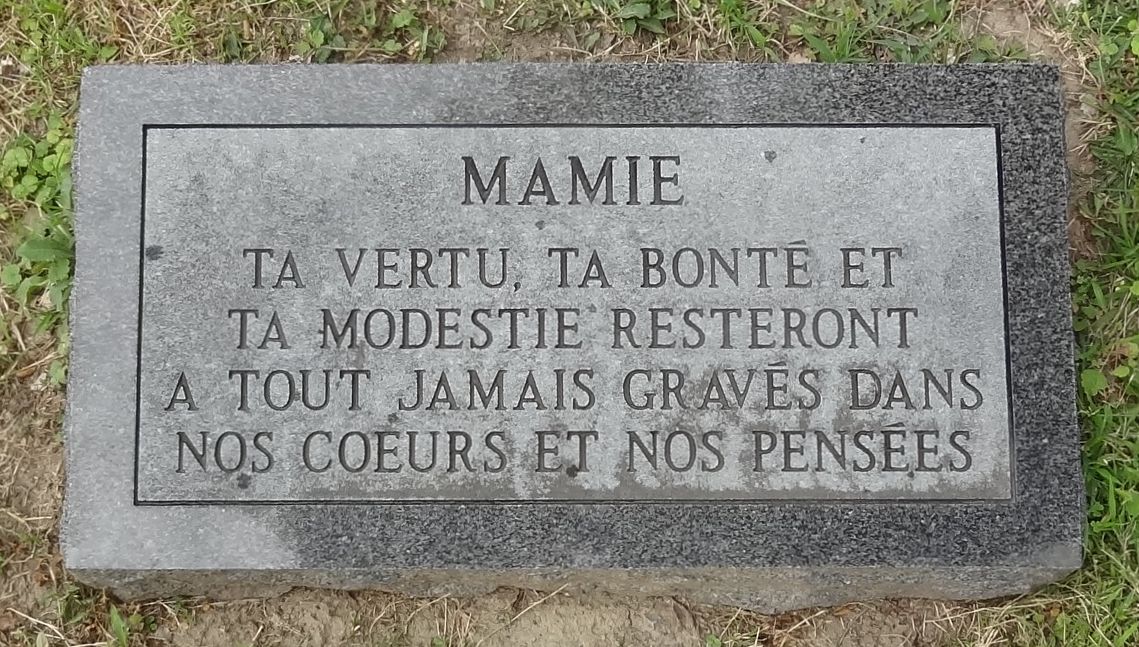 MAMIE
TA VERTU, TA BONTÉ ET
TA MODESTIE RESTERONT
A TOUT JAMAIS GRAVÉS DANS
NOS COEURS ET NOS PENSÉES